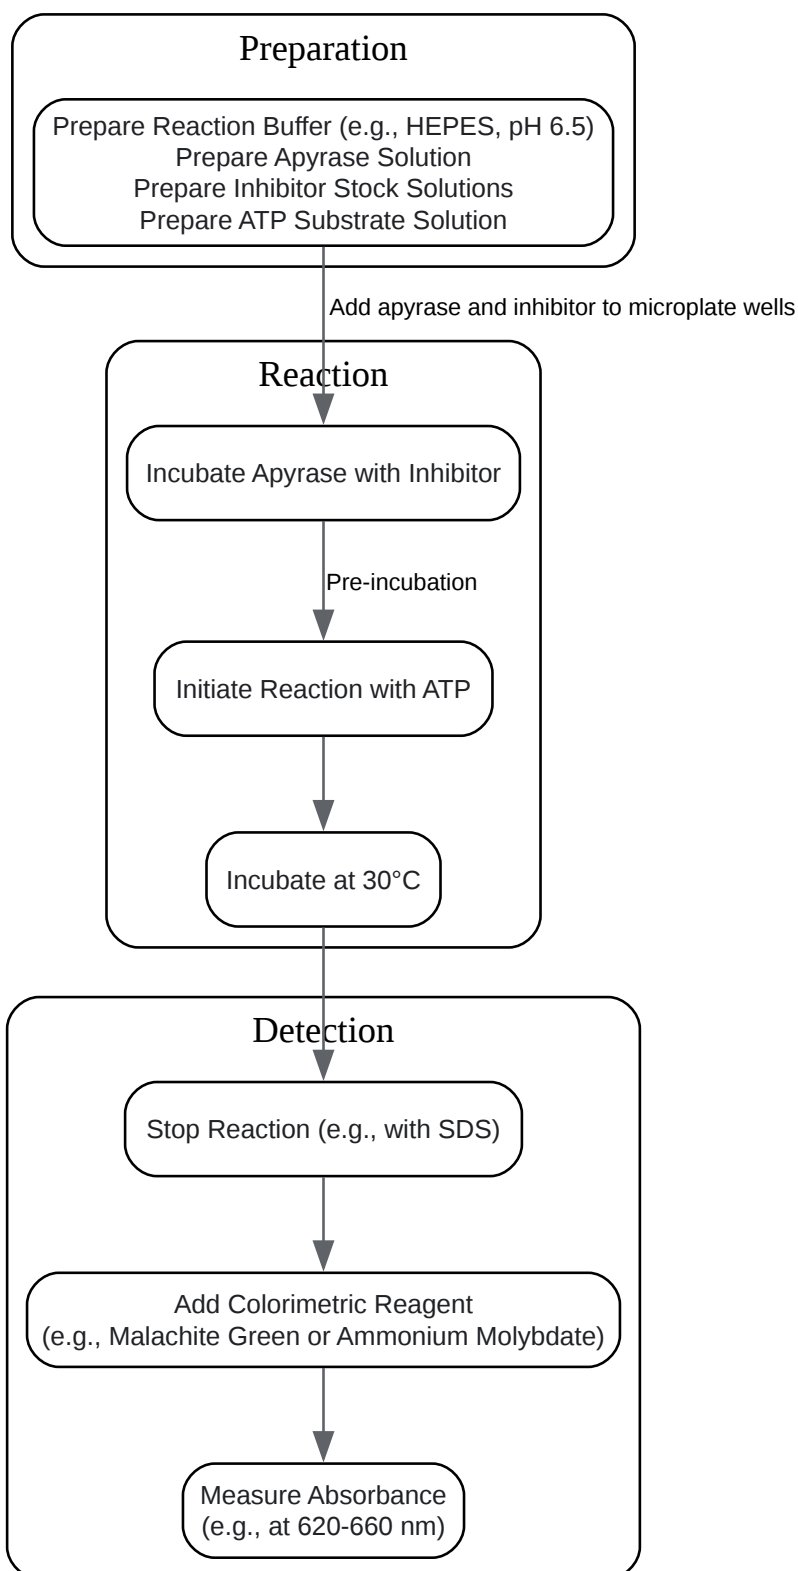 Preparation
Prepare Reaction Buffer (e.g., HEPES, pH 6.5)
Prepare Apyrase Solution
Prepare Inhibitor Stock Solutions
Prepare ATP Substrate Solution
Add apyrase and inhibitor to microplate wells
Reaction
Incubate Apyrase with Inhibitor
Pre-incubation
Initiate Reaction with ATP
Incubate at 30°C
Detection
Stop Reaction (e.g., with SDS)
Add Colorimetric Reagent
(e.g., Malachite Green or Ammonium Molybdate)
Measure Absorbance
(e.g., at 620-660 nm)